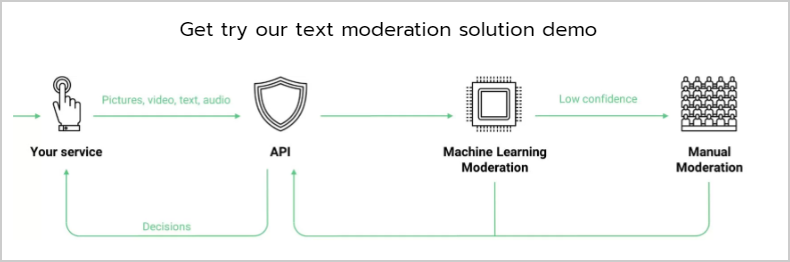 Get try our text moderation solution demo
Pictures, video, text, audio
Low confidence
Your service
API
Machine Learning
Moderation
Manual
Moderation
Decisions